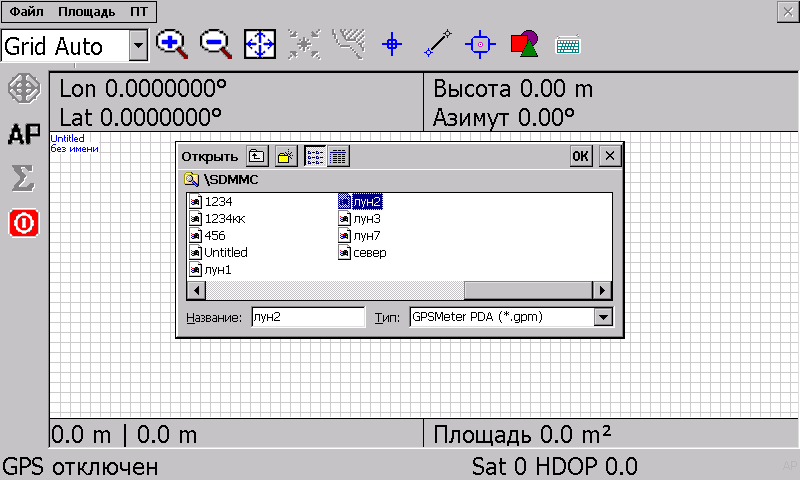 Файл Площадь ПТ
Grid Auto
Lon 0.0000000°
Lat 0.0000000°
Высота 0.00 m
Азимут 0.00°
AP
Untitled
без имени
Открыть OK
\SDMMC
1234
1234кк
456
Untitled
лун1
лун2
лун3
лун7
север
Название: лун2 Тип: GPSMeter PDA (*.gpm)
0.0 m | 0.0 m
Площадь 0.0 m²
GPS отключен
Sat 0 HDOP 0.0
AP